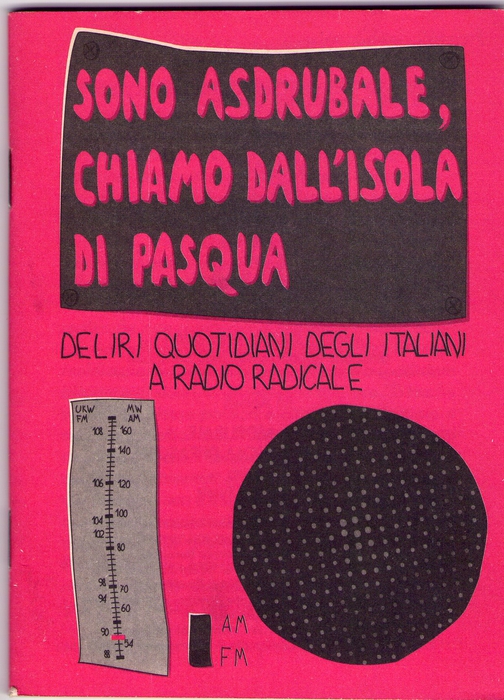 SONO ASDRUBALE,
CHIAMO DALL'ISOLA
DI PASQUA
DELIRI QUOTIDIANI DEGLI ITALIANI
A RADIO RADICALE
UKW MW
FM AM
108 160
140
106 120
104 100
102
80
98
94 70
60
90
54
88
AM
FM